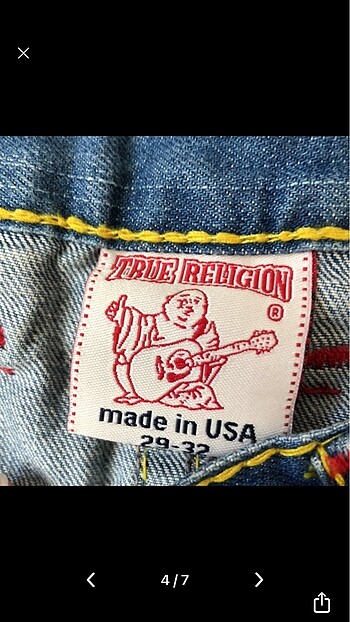 TRUE RELIGION
®
made in USA
29-32
4/7